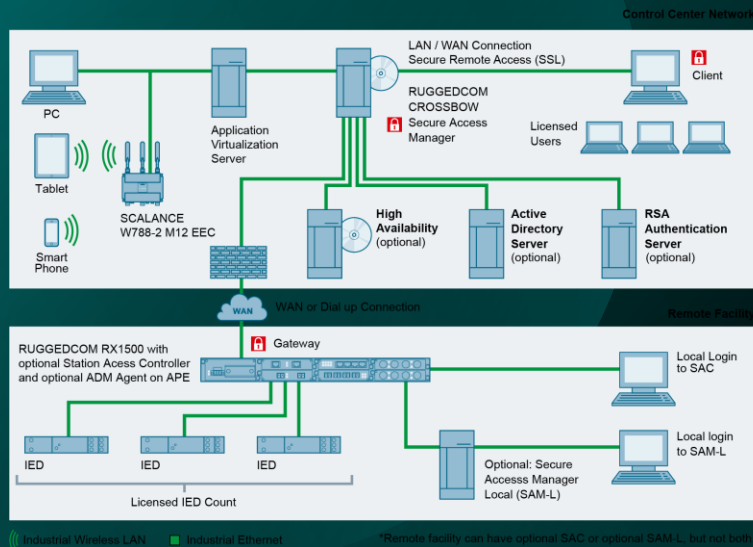 Control Center Network
LAN / WAN Connection
Secure Remote Access (SSL)
Client
PC
RUGGEDCOM
CROSSBOW
Secure Access
Manager
Application
Virtualization
Server
Licensed
Users
Tablet
SCALANCE
W788-2 M12 EEC
High
Availability
(optional)
Active
Directory
Server
(optional)
RSA
Authentication
Server
(optional)
Smart
Phone
WAN
WAN or Dial up Connection
Remote Facility
RUGGEDCOM RX1500 with
optional Station Acess Controller
and optional ADM Agent on APE
Gateway
Local Login
to SAC
IED
IED
IED
Licensed IED Count
Optional: Secure
Accesss Manager
Local (SAM-L)
Local login
to SAM-L
Industrial Wireless LAN
Industrial Ethernet
*Remote facility can have optional SAC or optional SAM-L, but not both